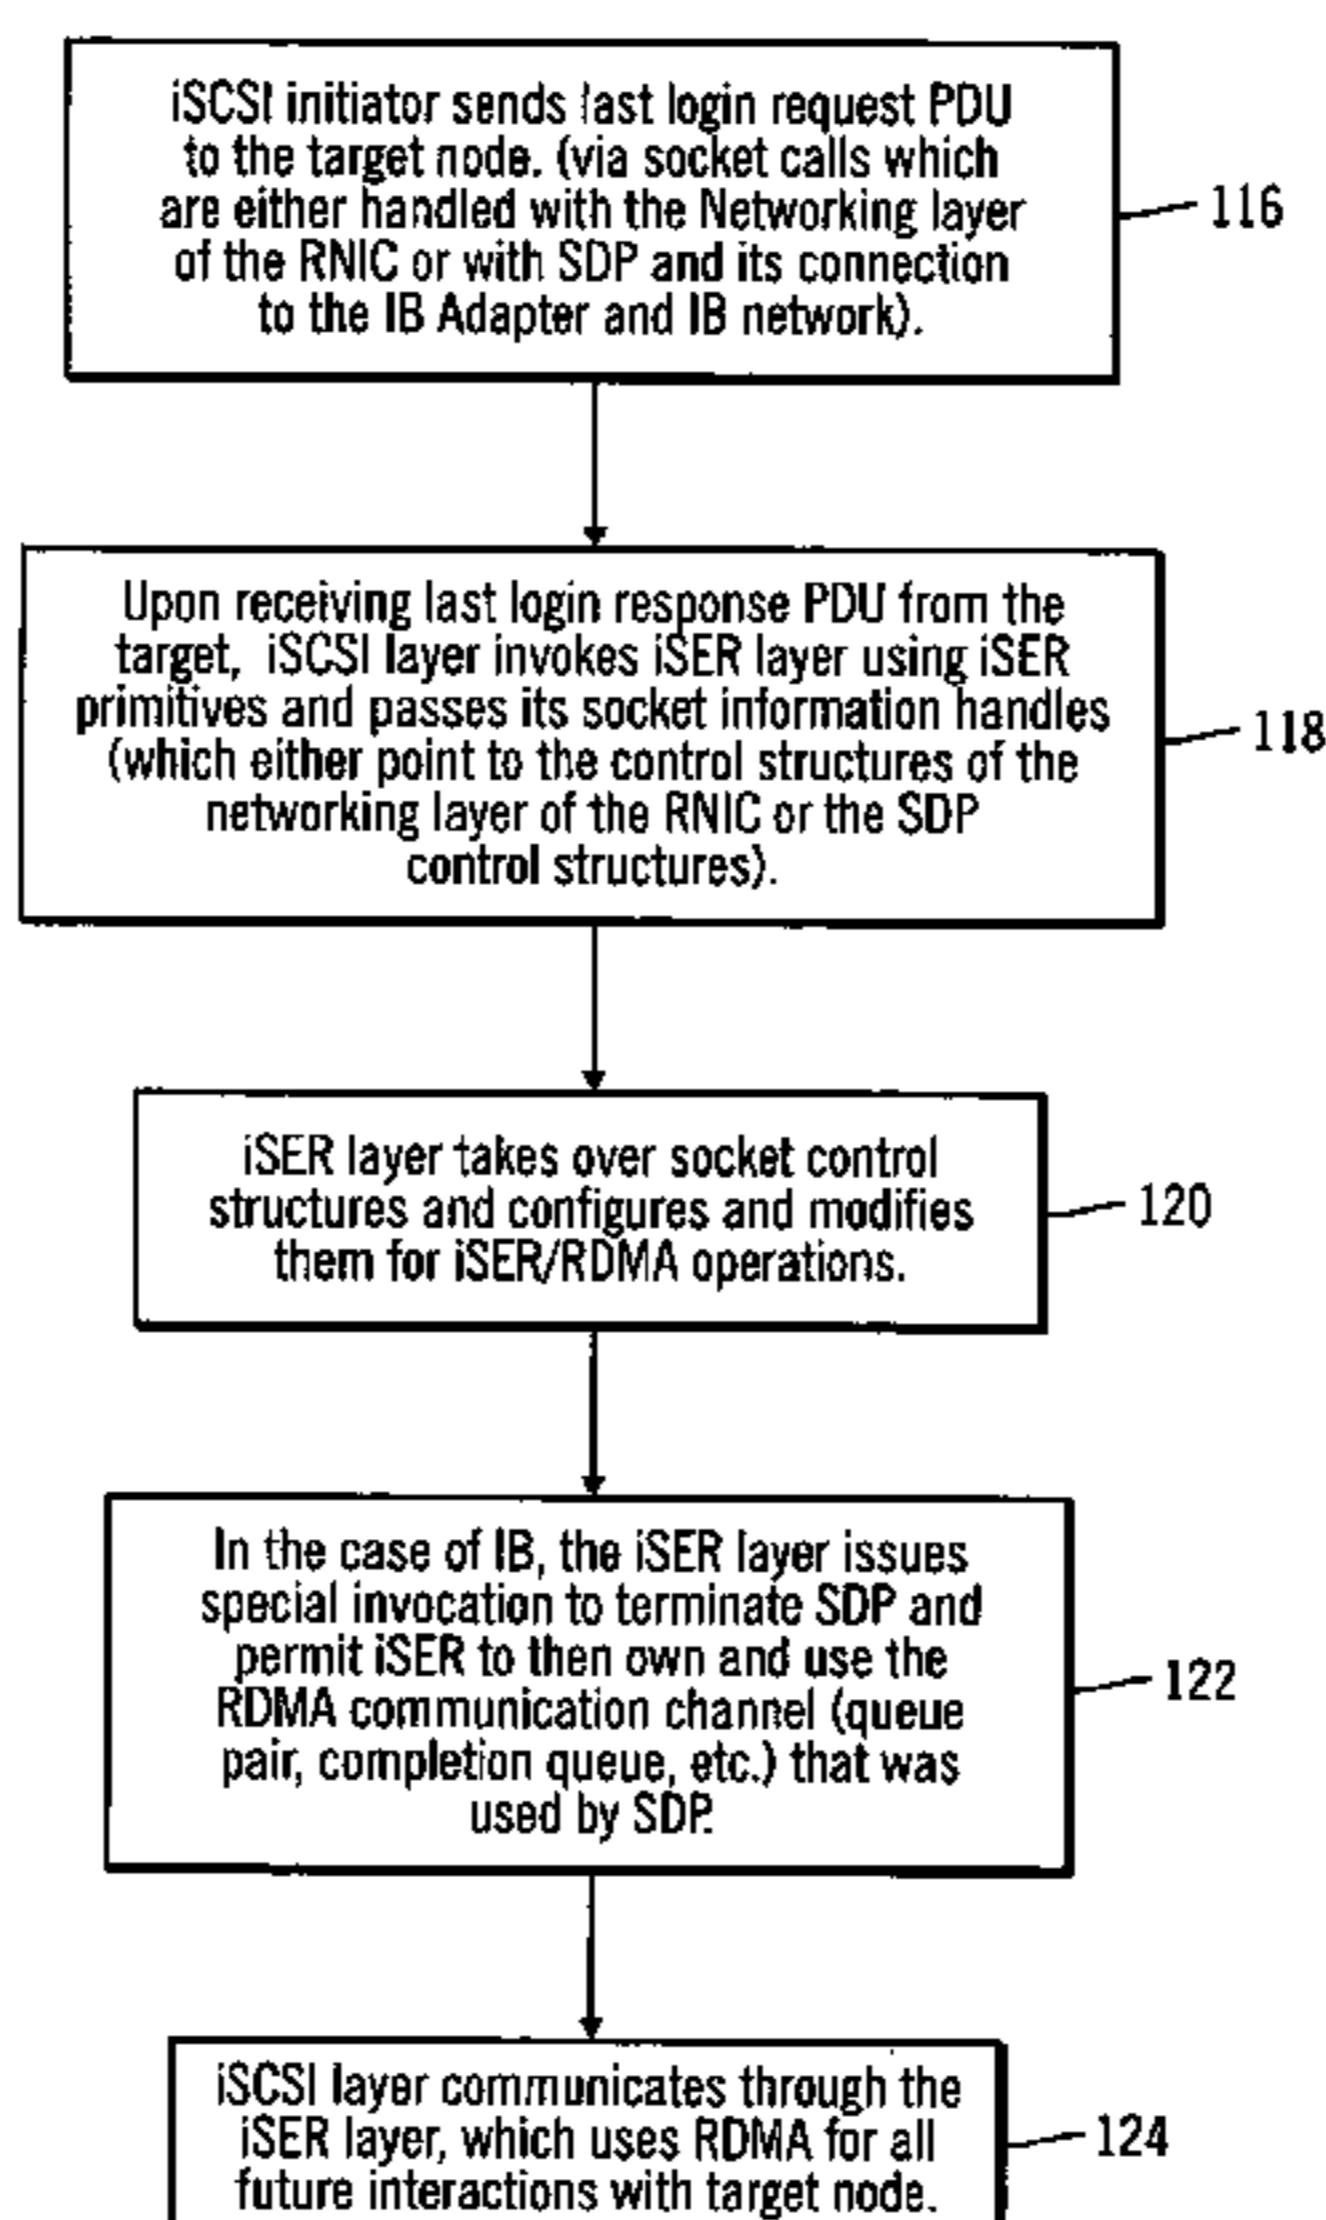 iSCSI initiator sends last login request PDU
to the target node. (via socket calls which
are either handled with the Networking layer
of the RNIC or with SDP and its connection
to the IB Adapter and IB network).
116
Upon receiving last login response PDU from the
target, iSCSI layer invokes iSER layer using iSER
primitives and passes its socket information handles
(which either point to the control structures of the
networking layer of the RNIC or the SDP
control structures).
118
iSER layer takes over socket control
structures and configures and modifies
them for iSER/RDMA operations.
120
In the case of IB, the iSER layer issues
special invocation to terminate SDP and
permit iSER to then own and use the
RDMA communication channel (queue
pair, completion queue, etc.) that was
used by SDP.
122
iSCSI layer communicates through the
iSER layer, which uses RDMA for all
future interactions with target node.
124